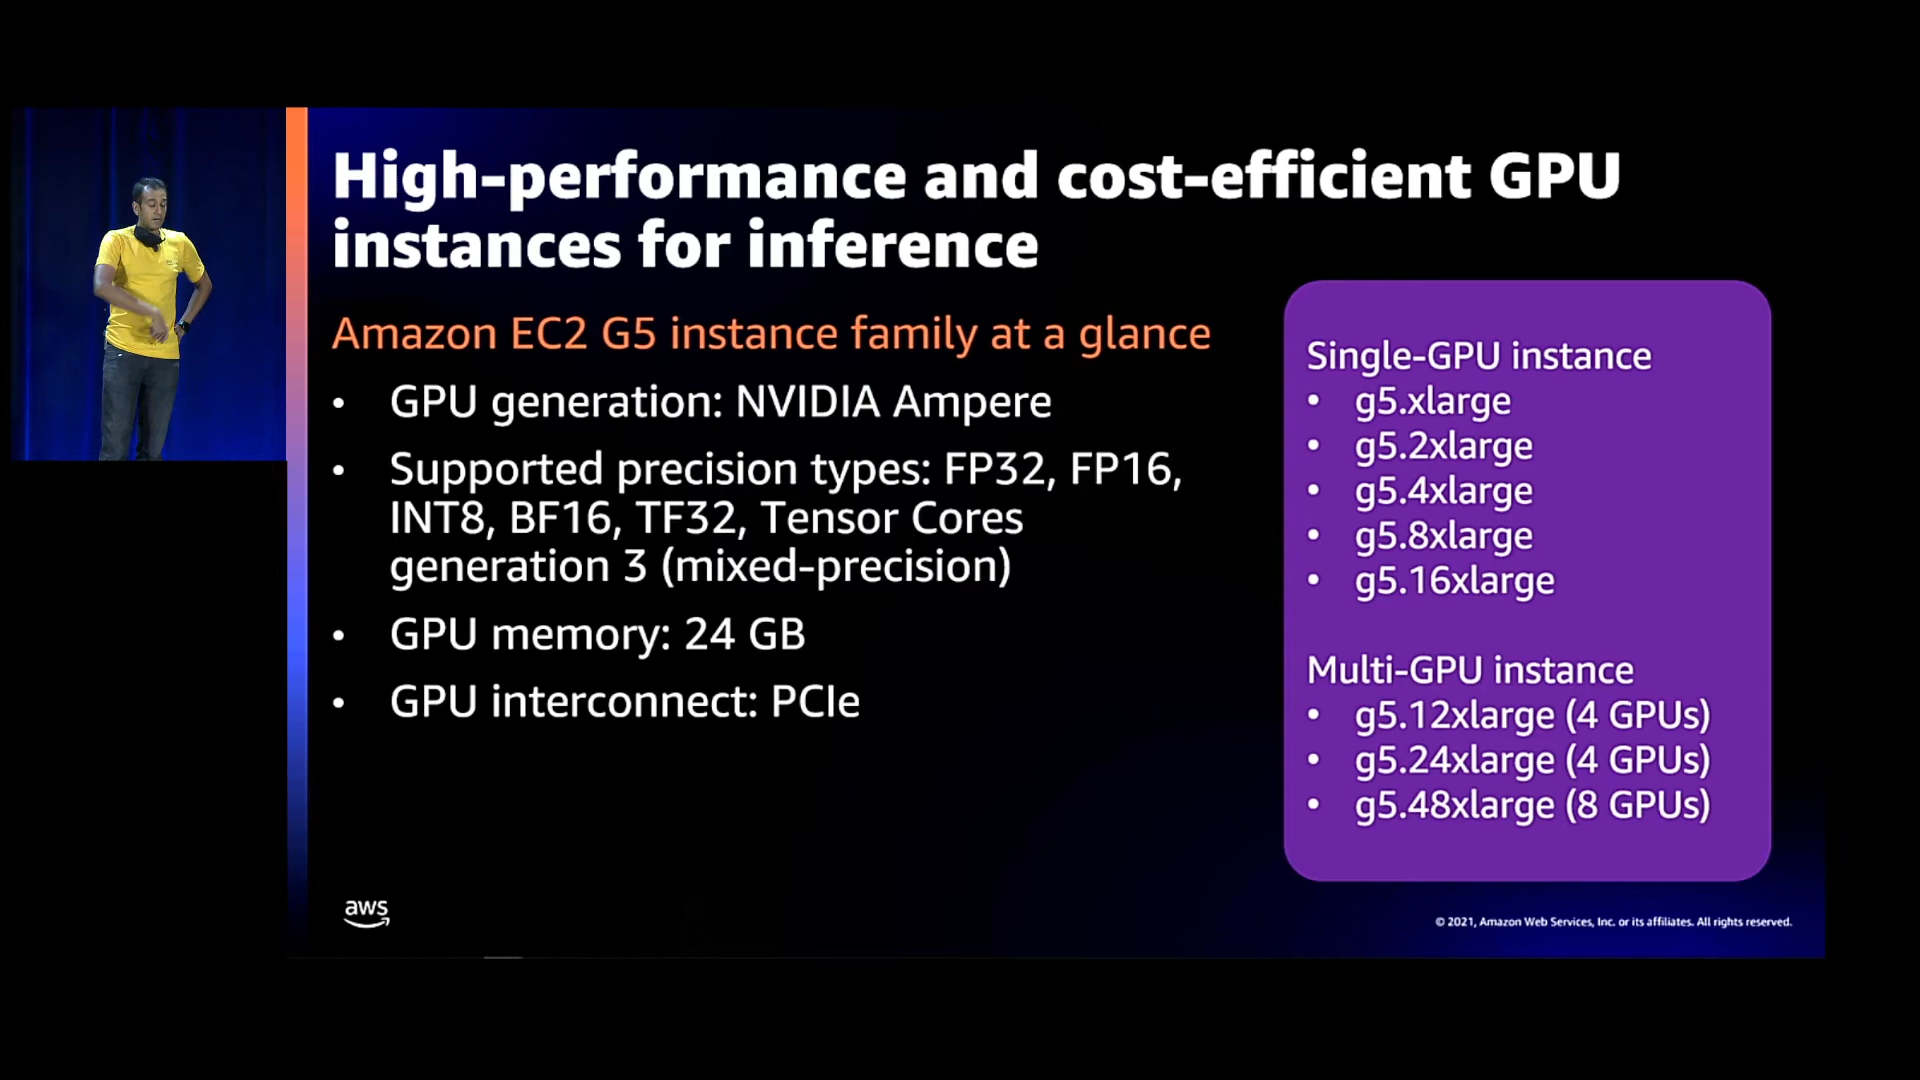 High-performance and cost-efficient GPU
instances for inference
Amazon EC2 G5 instance family at a glance
• GPU generation: NVIDIA Ampere
• Supported precision types: FP32, FP16,
INT8, BF16, TF32, Tensor Cores
generation 3 (mixed-precision)
• GPU memory: 24 GB
• GPU interconnect: PCIe
Single-GPU instance
• g5.xlarge
• g5.2xlarge
• g5.4xlarge
• g5.8xlarge
• g5.16xlarge
Multi-GPU instance
• g5.12xlarge (4 GPUs)
• g5.24xlarge (4 GPUs)
• g5.48xlarge (8 GPUs)
aws
© 2021, Amazon Web Services, Inc. or its affiliates. All rights reserved.